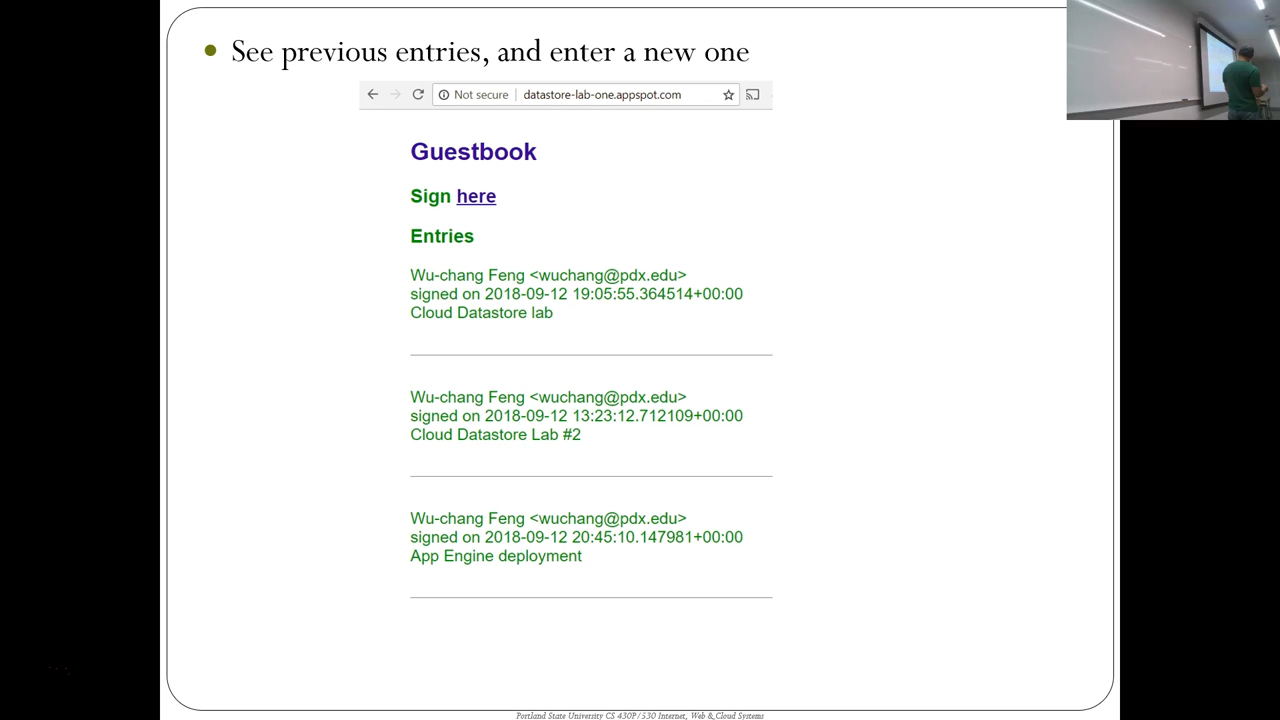 See previous entries, and enter a new one
Not secure | datastore-lab-one.appspot.com
Guestbook
Sign here
Entries
Wu-chang Feng <wuchang@pdx.edu>
signed on 2018-09-12 19:05:55.364514+00:00
Cloud Datastore lab
Wu-chang Feng <wuchang@pdx.edu>
signed on 2018-09-12 13:23:12.712109+00:00
Cloud Datastore Lab #2
Wu-chang Feng <wuchang@pdx.edu>
signed on 2018-09-12 20:45:10.147981+00:00
App Engine deployment
Portland State University CS 430P/530 Internet, Web & Cloud Systems